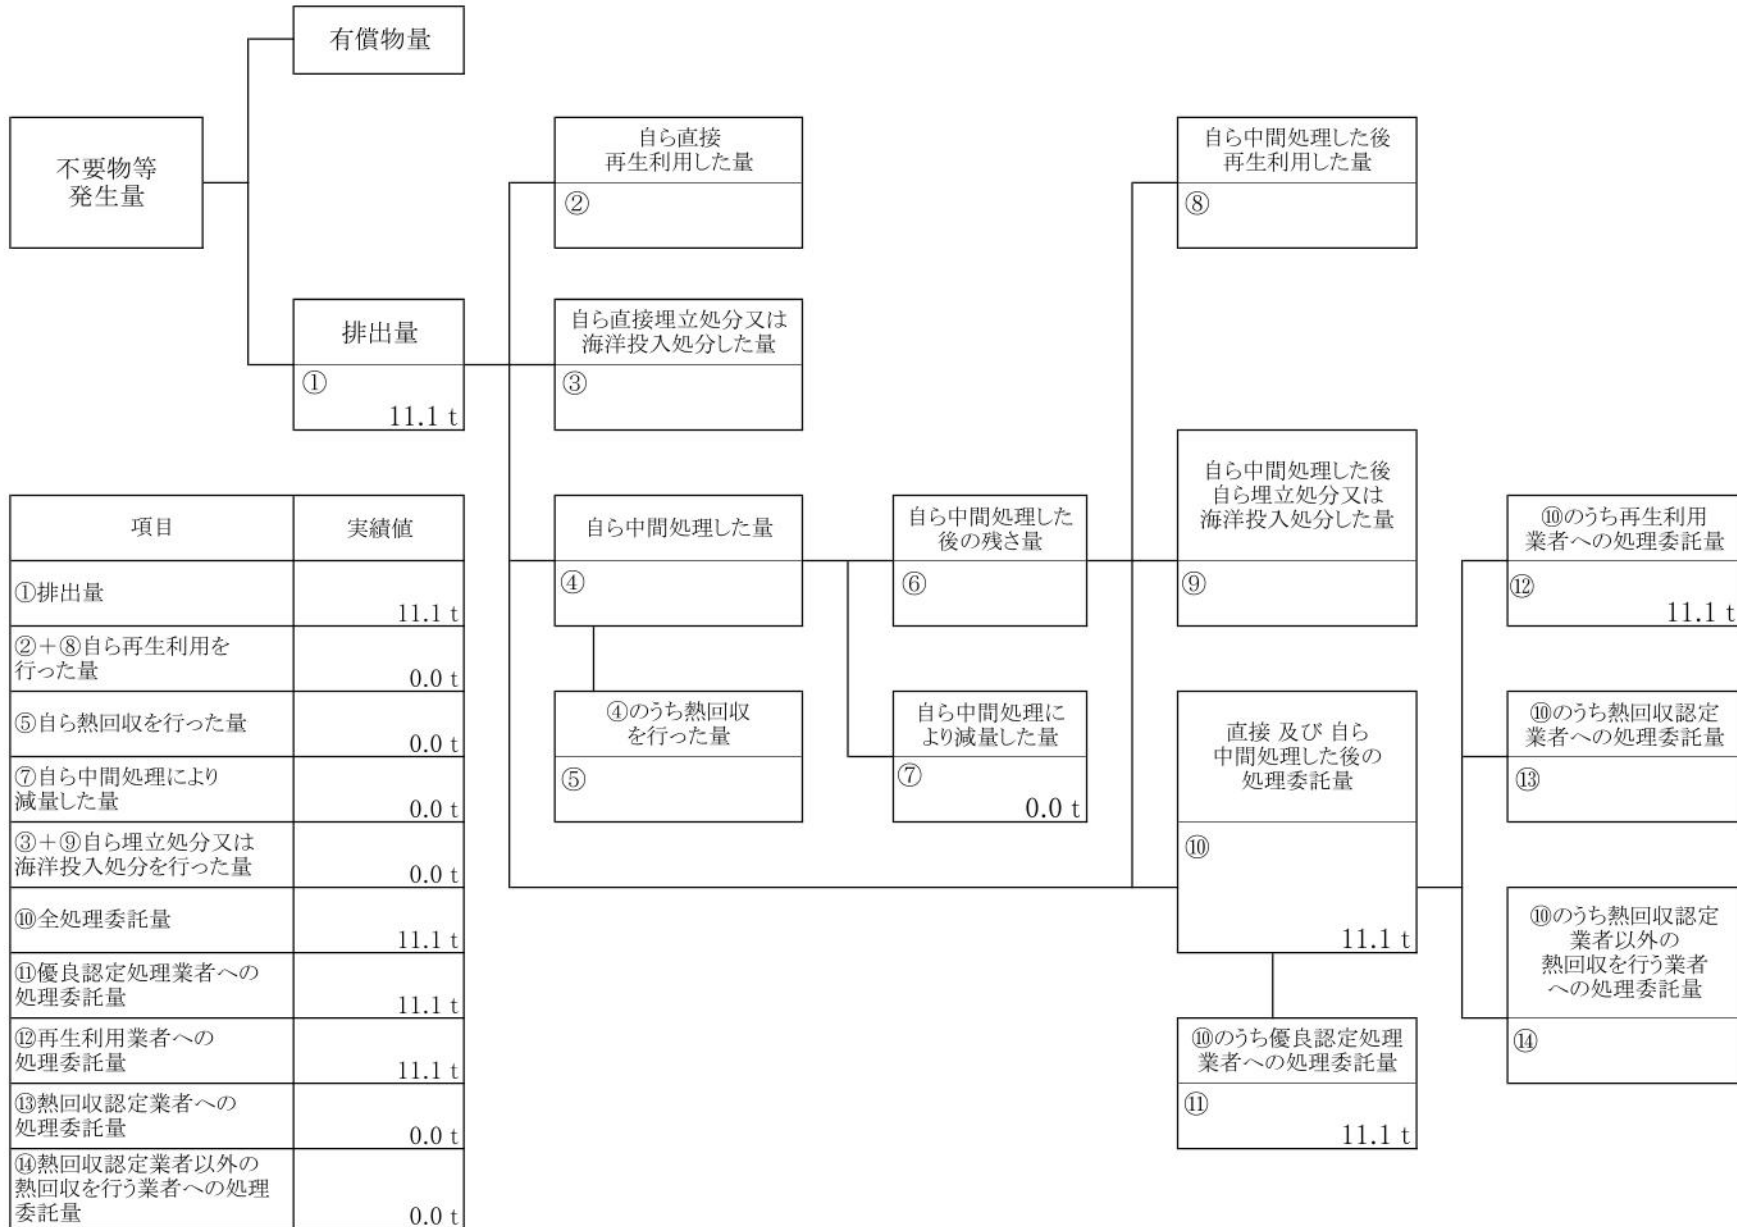 有償物量
不要物等
発生量
排出量
①
11.1 t
自ら直接
再生利用した量
②
自ら直接埋立処分又は
海洋投入処分した量
③
自ら中間処理した量
④
④のうち熱回収
を行った量
⑤
自ら中間処理した
後の残さ量
⑥
自ら中間処理に
より減量した量
⑦
0.0 t
自ら中間処理した後
再生利用した量
⑧
自ら中間処理した後
自ら埋立処分又は
海洋投入処分した量
⑨
直接 及び 自ら
中間処理した後の
処理委託量
⑩
11.1 t
⑩のうち優良認定処理
業者への処理委託量
⑪
11.1 t
⑩のうち再生利用
業者への処理委託量
⑫
11.1 t
⑩のうち熱回収認定
業者への処理委託量
⑬
⑩のうち熱回収認定
業者以外の
熱回収を行う業者
への処理委託量
⑭
項目 実績値
①排出量
11.1 t
②+⑧自ら再生利用を
行った量
0.0 t
⑤自ら熱回収を行った量
0.0 t
⑦自ら中間処理により
減量した量
0.0 t
③+⑨自ら埋立処分又は
海洋投入処分を行った量
0.0 t
⑩全処理委託量
11.1 t
⑪優良認定処理業者への
処理委託量
11.1 t
⑫再生利用業者への
処理委託量
11.1 t
⑬熱回収認定業者への
処理委託量
0.0 t
⑭熱回収認定業者以外の
熱回収を行う業者への処理
委託量
0.0 t